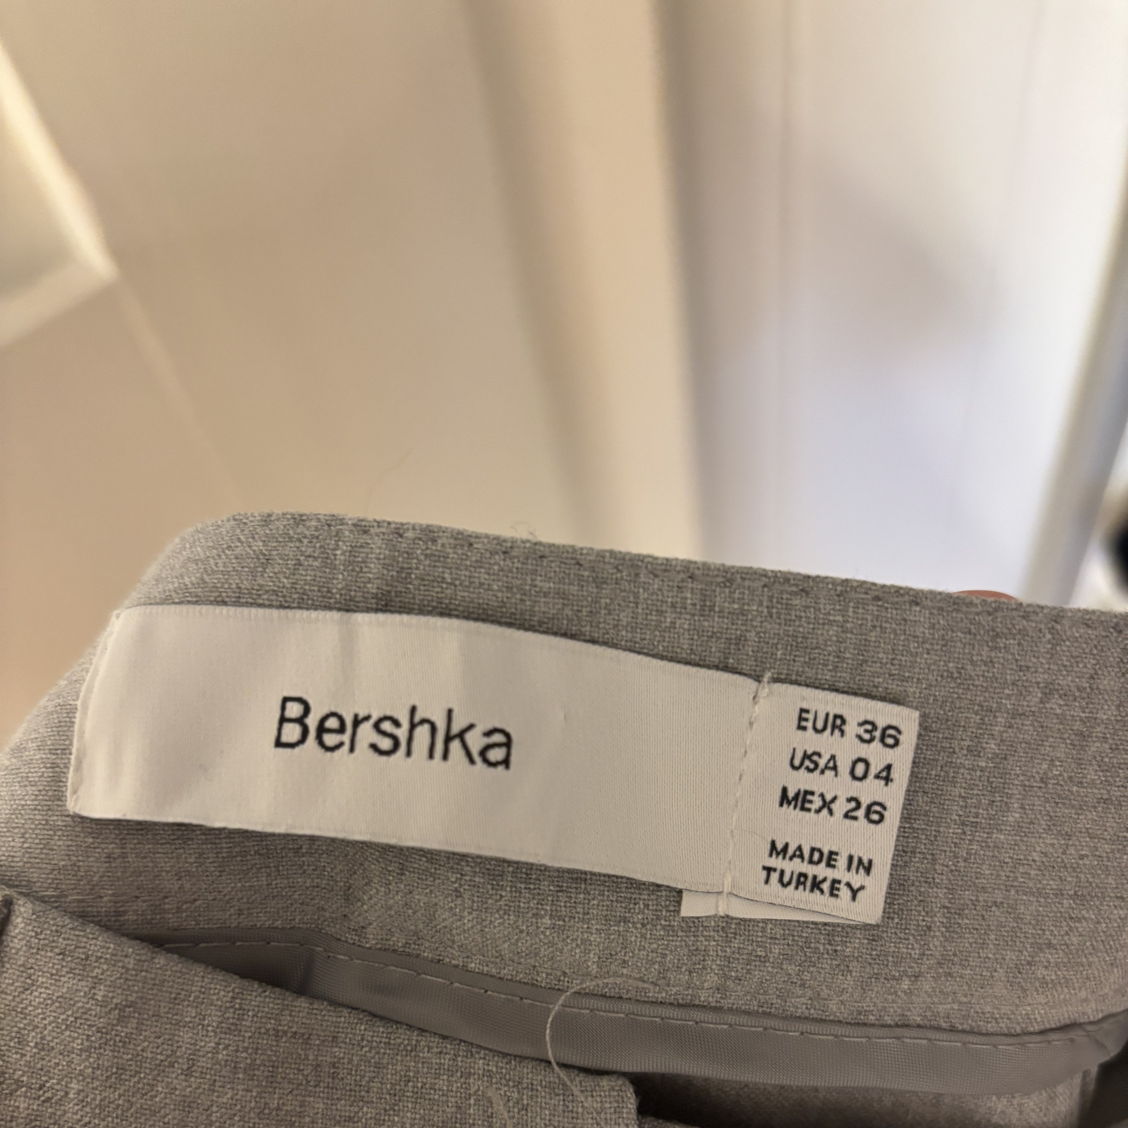 Bershka
EUR 36
USA 04
MEX 26
MADE IN
TURKEY